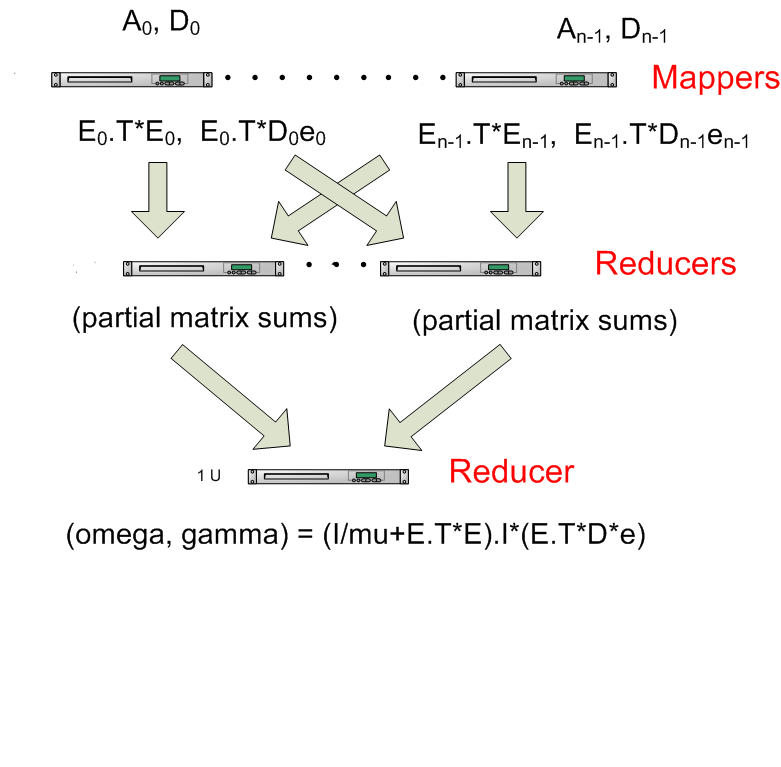 A0, D0
An-1, Dn-1
Mappers
E0.T*E0, E0.T*D0e0
En-1.T*En-1, En-1.T*Dn-1en-1
Reducers
(partial matrix sums)
(partial matrix sums)
1 U
Reducer
(omega, gamma) = (I/mu+E.T*E).I*(E.T*D*e)